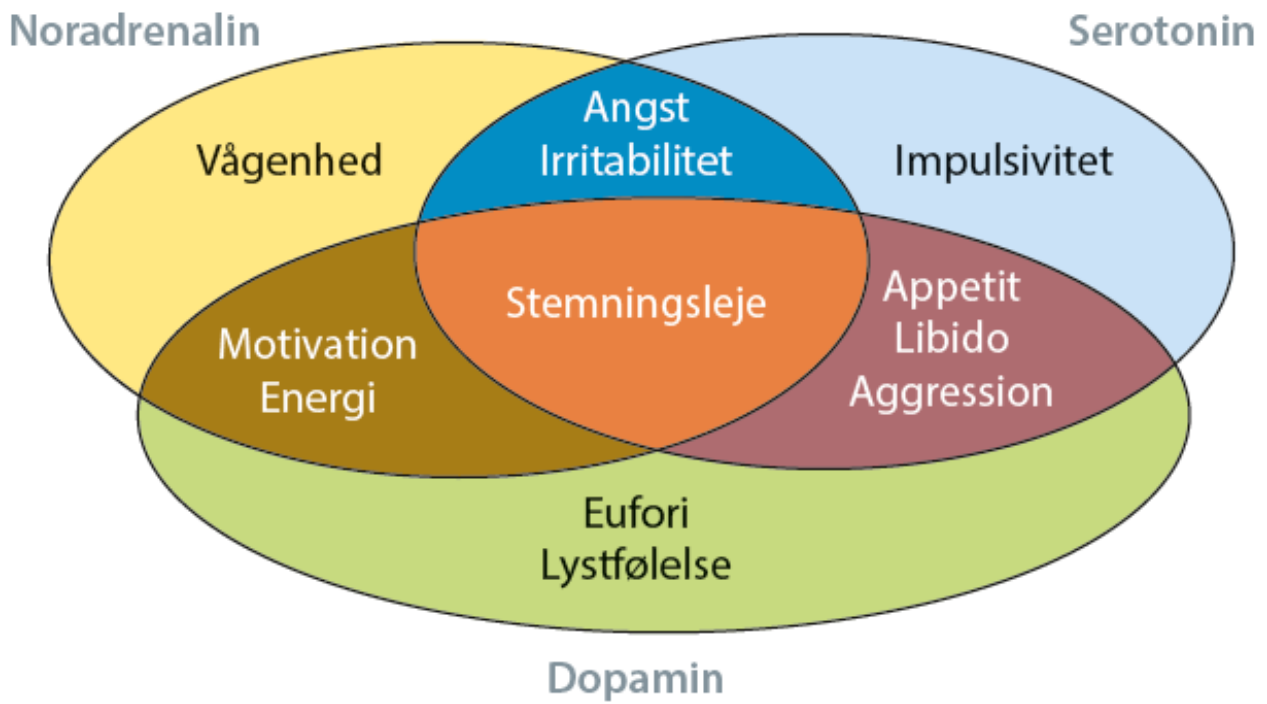 Noradrenalin
Serotonin
Angst
Irritabilitet
Vågenhed
Impulsivitet
Stemningsleje
Appetit
Libido
Aggression
Motivation
Energi
Eufori
Lystfølelse
Dopamin